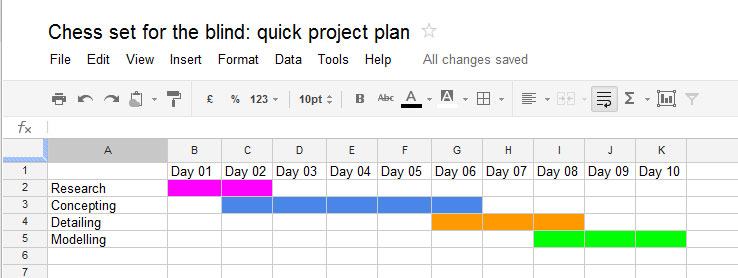 Chess set for the blind: quick project plan
File Edit View Insert Format Data Tools Help All changes saved
£ % 123 10pt B Abc A A Σ
fx
A B C D E F G H I J K
1 Day 01 Day 02 Day 03 Day 04 Day 05 Day 06 Day 07 Day 08 Day 09 Day 10
2 Research
3 Concepting
4 Detailing
5 Modelling
6
7